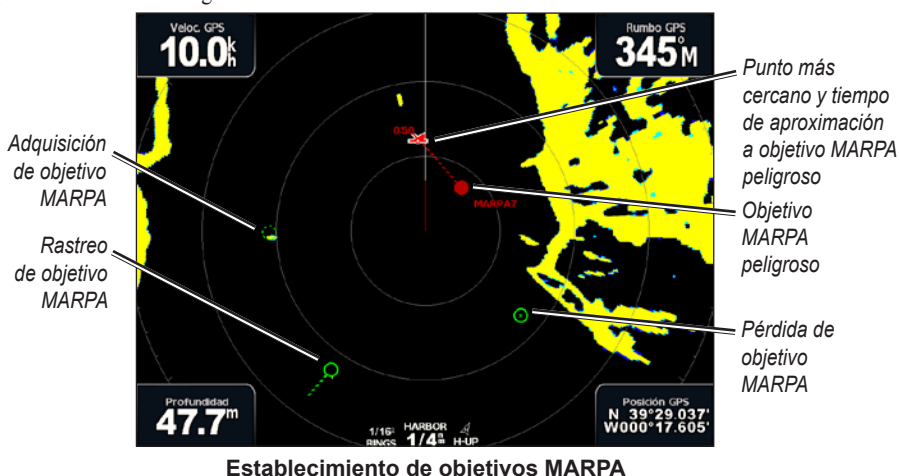 Veloc. GPS
10.0 k h
Rumbo GPS
345° M
Punto más
cercano y tiempo
de aproximación
a objetivo MARPA
peligroso
050
Adquisición
de objetivo
MARPA
MARPA7
Objetivo
MARPA
peligroso
Rastreo
de objetivo
MARPA
Pérdida de
objetivo
MARPA
Profundidad
47.7 m
1/16
RINGS
HARBOR
1/4
H-UP
Posición GPS
N 39°29.037'
W000°17.605'
Establecimiento de objetivos MARPA